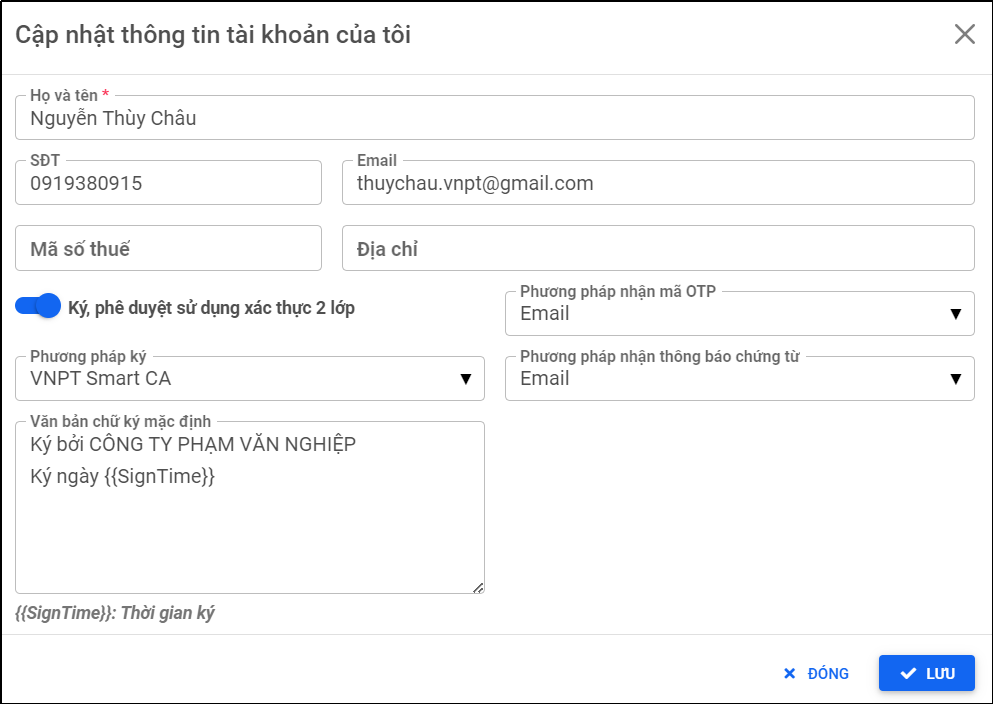 Cập nhật thông tin tài khoản của tôi
Họ và tên *
Nguyễn Thùy Châu
SĐT
0919380915
Email
thuychau.vnpt@gmail.com
Mã số thuế
Địa chỉ
Ký, phê duyệt sử dụng xác thực 2 lớp
Phương pháp nhận mã OTP
Email
Phương pháp ký
VNPT Smart CA
Phương pháp nhận thông báo chứng từ
Email
Văn bản chữ ký mặc định
Ký bởi CÔNG TY PHẠM VĂN NGHIỆP
Ký ngày {{SignTime}}
{{SignTime}}: Thời gian ký
ĐÓNG
LƯU